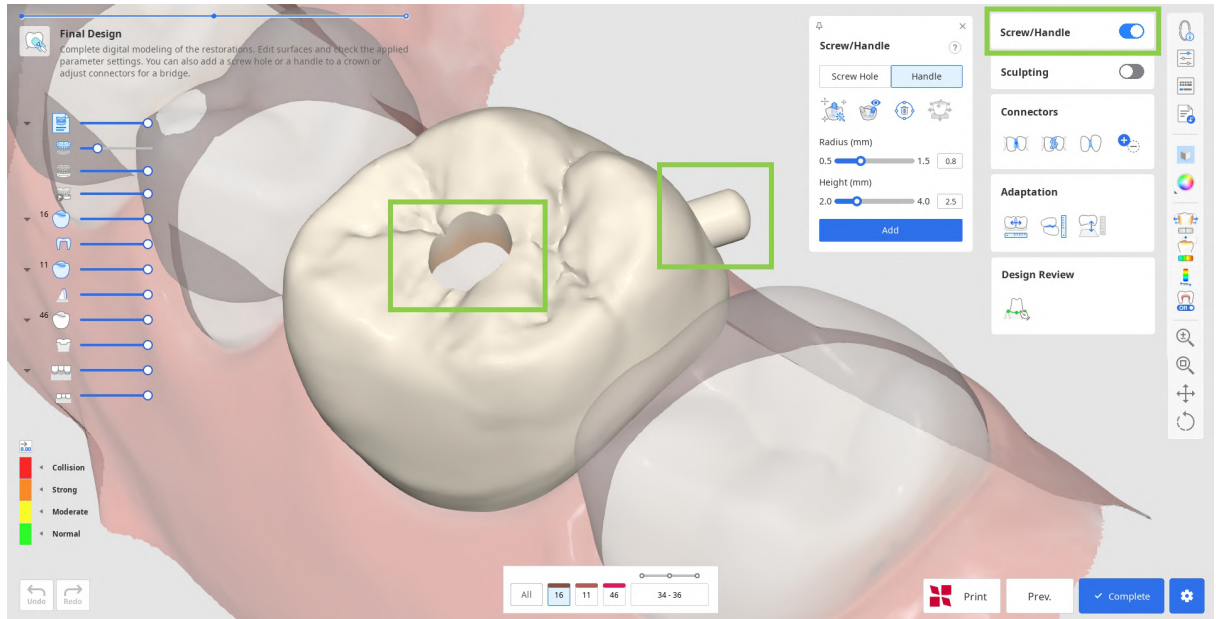 Final Design
Complete digital modeling of the restorations. Edit surfaces and check the applied
parameter settings. You can also add a screw hole or a handle to a crown or
adjust connectors for a bridge.
16
11
46
0.00
Collision
Strong
Moderate
Normal
Undo
Redo
All
16
11
46
34 - 36
Screw/Handle
?
Screw Hole
Handle
Radius (mm)
0.5
1.5
0.8
Height (mm)
2.0
4.0
2.5
Add
Screw/Handle
Sculpting
Connectors
Adaptation
Design Review
Print
Prev.
Complete